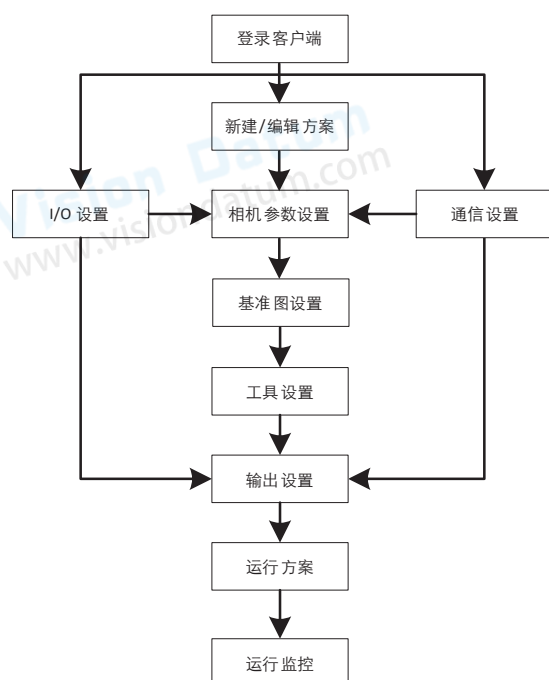 登录客户端
新建/编辑方案
I/O 设置
相机参数设置
通信设置
基准图设置
工具设置
输出设置
运行方案
运行监控
Vision Datum
www.visiondatum.com